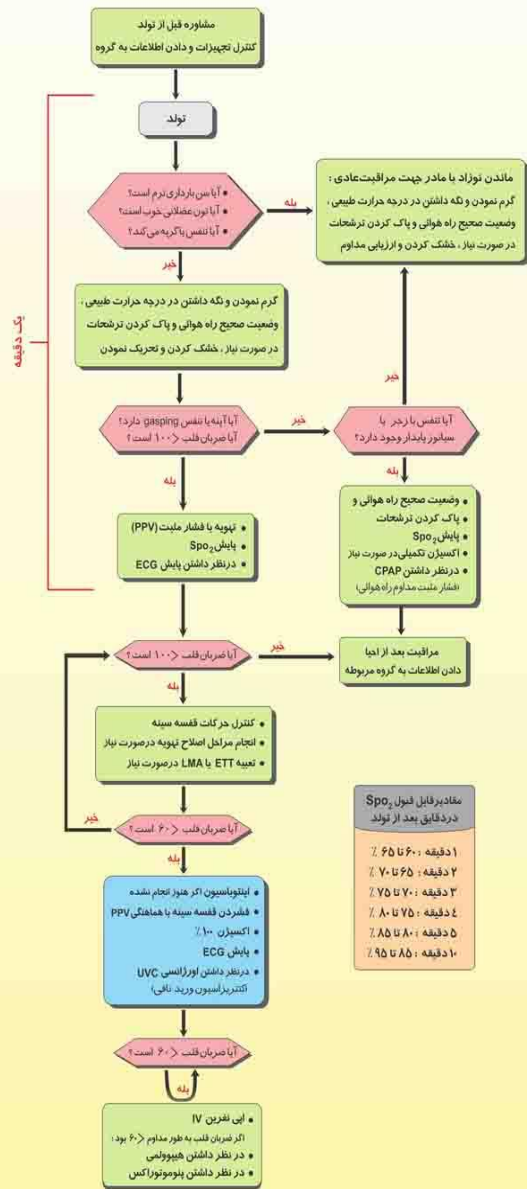 مشاوره قبل از تولد
کنترل تجهیزات و دادن اطلاعات به گروه
تولد
یک دقیقه
• آیا سن بارداری ترم است؟
• آیا تون عضلانی خوب است؟
• آیا تنفس یا گریه می‌کند؟
بله
ماندن نوزاد با مادر جهت مراقبت عادی :
گرم نمودن و نگه داشتن در درجه حرارت طبیعی ،
وضعیت صحیح راه هوائی و پاک کردن ترشحات
در صورت نیاز ، خشک کردن و ارزیابی مداوم
خیر
گرم نمودن و نگه داشتن در درجه حرارت طبیعی ،
وضعیت صحیح راه هوائی و پاک کردن ترشحات
در صورت نیاز ، خشک کردن و تحریک نمودن
خیر
آیا آپنه یا تنفس gasping دارد؟
آیا ضربان قلب < ۱۰۰ است ؟
خیر
آیا تنفس با زجر یا
سیانوز پایدار وجود دارد؟
بله
بله
• تهویه با فشار مثبت (PPV)
• پایش Spo₂
• درنظر داشتن پایش ECG
• وضعیت صحیح راه هوائی و
• پاک کردن ترشحات
• پایش Spo₂
• اکسیژن تکمیلی در صورت نیاز
• درنظر داشتن CPAP
(فشار مثبت مداوم راه هوائی)
آیا ضربان قلب < ۱۰۰ است ؟
خیر
مراقبت بعد از احیا
دادن اطلاعات به گروه مربوطه
بله
• کنترل حرکات قفسه سینه
• انجام مراحل اصلاح تهویه درصورت نیاز
• تعبیه ETT یا LMA درصورت نیاز
آیا ضربان قلب < ۶۰ است ؟
خیر
بله
• اینتوباسیون اگر هنوز انجام نشده
• فشردن قفسه سینه با هماهنگی PPV
• اکسیژن ۱۰۰ ٪
• پایش ECG
• درنظر داشتن اورژانسی UVC
(کتتریزاسیون ورید نافی)
آیا ضربان قلب < ۶۰ است ؟
بله
• اپی نفرین IV
اگر ضربان قلب به طور مداوم < ۶۰ بود :
• در نظر داشتن هیپوولمی
• در نظر داشتن پنوموتوراکس
مقادیر قابل قبول Spo₂
دردقایق بعد از تولد
۱ دقیقه : ۶۰ تا ۶۵ ٪
۲ دقیقه : ۶۵ تا ۷۰ ٪
۳ دقیقه : ۷۰ تا ۷۵ ٪
٤ دقیقه : ۷۵ تا ۸۰ ٪
۵ دقیقه : ۸۰ تا ۸۵ ٪
۱۰ دقیقه : ۸۵ تا ۹۵ ٪